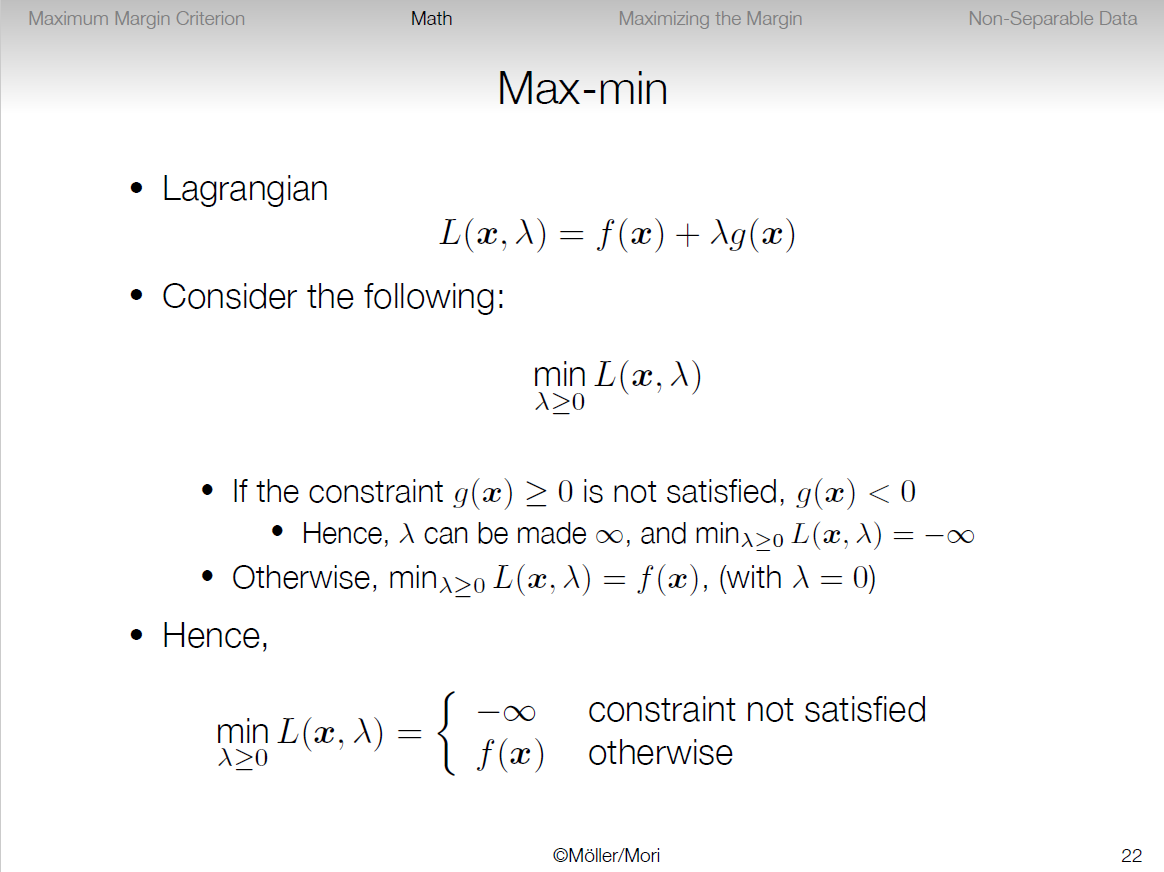 Maximum Margin Criterion Math Maximizing the Margin Non-Separable Data
Max-min
• Lagrangian
L(x, λ) = f(x) + λg(x)
• Consider the following:
min L(x, λ)
λ≥0
• If the constraint g(x) ≥ 0 is not satisfied, g(x) < 0
• Hence, λ can be made ∞, and min_{λ≥0} L(x, λ) = −∞
• Otherwise, min_{λ≥0} L(x, λ) = f(x), (with λ = 0)
• Hence,
min L(x, λ) = { −∞ constraint not satisfied
λ≥0 f(x) otherwise
©Möller/Mori 22